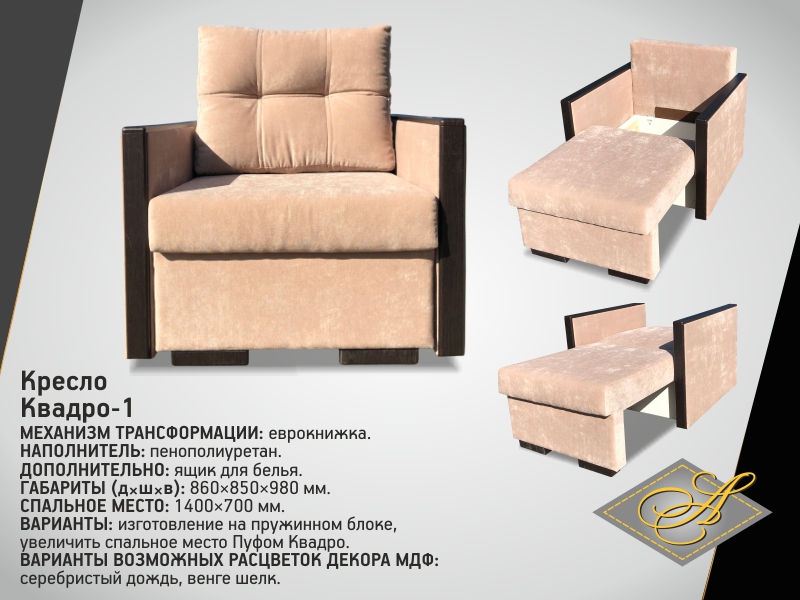 Кресло
Квадро-1
МЕХАНИЗМ ТРАНСФОРМАЦИИ: еврокнижка.
НАПОЛНИТЕЛЬ: пенополиуретан.
ДОПОЛНИТЕЛЬНО: ящик для белья.
ГАБАРИТЫ (д×ш×в): 860×850×980 мм.
СПАЛЬНОЕ МЕСТО: 1400×700 мм.
ВАРИАНТЫ: изготовление на пружинном блоке,
увеличить спальное место Пуфом Квадро.
ВАРИАНТЫ ВОЗМОЖНЫХ РАСЦВЕТОК ДЕКОРА МДФ:
серебристый дождь, венге шелк.
А